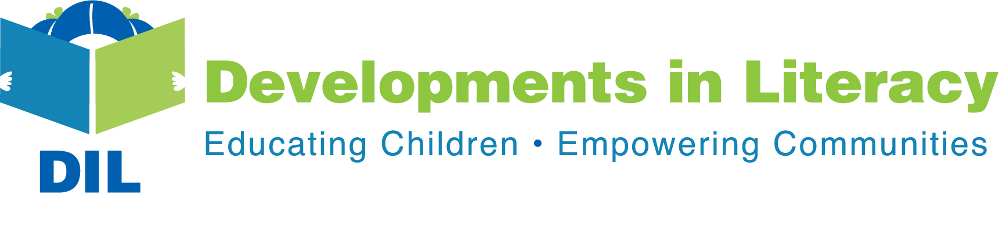 DIL
Developments in Literacy
Educating Children • Empowering Communities